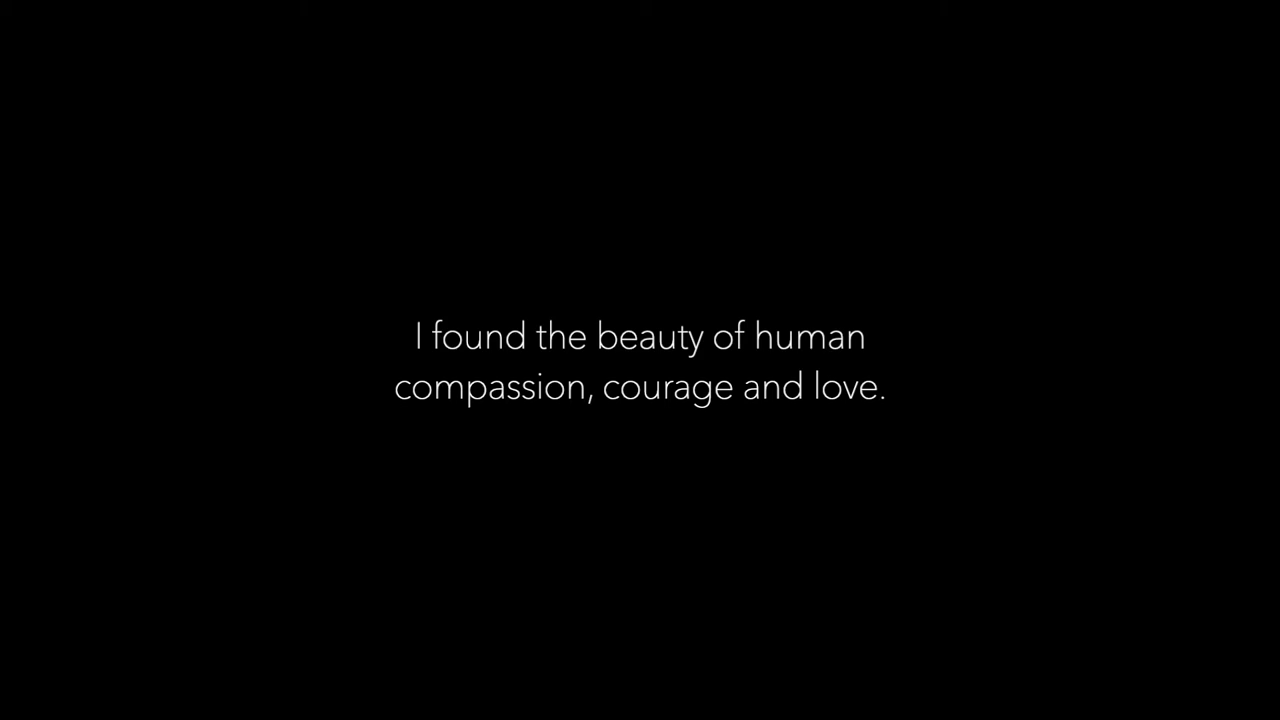 I found the beauty of human
compassion, courage and love.